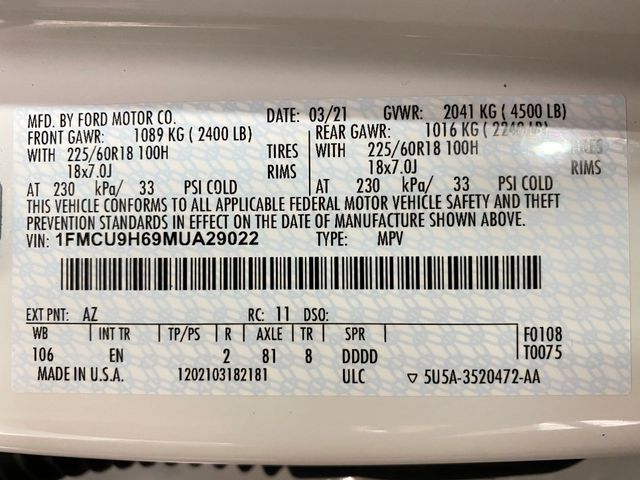 MFD. BY FORD MOTOR CO. DATE: 03/21 GVWR: 2041 KG ( 4500 LB)
FRONT GAWR: 1089 KG ( 2400 LB) REAR GAWR: 1016 KG ( 2240 LB)
WITH 225/60R18 100H TIRES WITH 225/60R18 100H TIRES
18x7.0J RIMS 18x7.0J RIMS
AT 230 kPa/ 33 PSI COLD AT 230 kPa/ 33 PSI COLD
THIS VEHICLE CONFORMS TO ALL APPLICABLE FEDERAL MOTOR VEHICLE SAFETY AND THEFT
PREVENTION STANDARDS IN EFFECT ON THE DATE OF MANUFACTURE SHOWN ABOVE.
VIN: 1FMCU9H69MUA29022 TYPE: MPV
EXT PNT: AZ RC: 11 DSO:
WB INT TR TP/PS R AXLE TR SPR F0108
106 EN 2 81 8 DDDD T0075
MADE IN U.S.A. 1202103182181 ULC ▽ 5U5A-3520472-AA